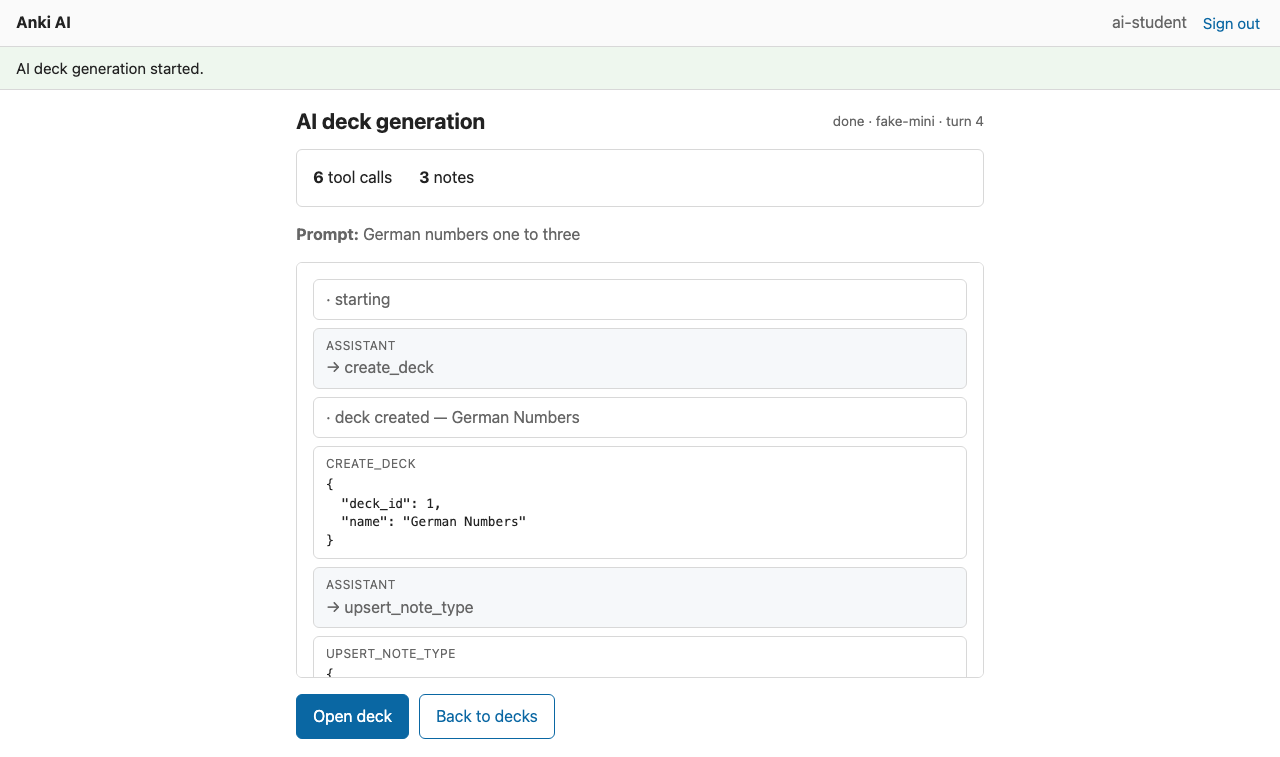 Anki AI
ai-student Sign out
AI deck generation started.
AI deck generation
done · fake-mini · turn 4
6 tool calls 3 notes
Prompt: German numbers one to three
· starting
ASSISTANT
→ create_deck
· deck created — German Numbers
CREATE_DECK
{
  "deck_id": 1,
  "name": "German Numbers"
}
ASSISTANT
→ upsert_note_type
UPSERT_NOTE_TYPE
{
Open deck Back to decks